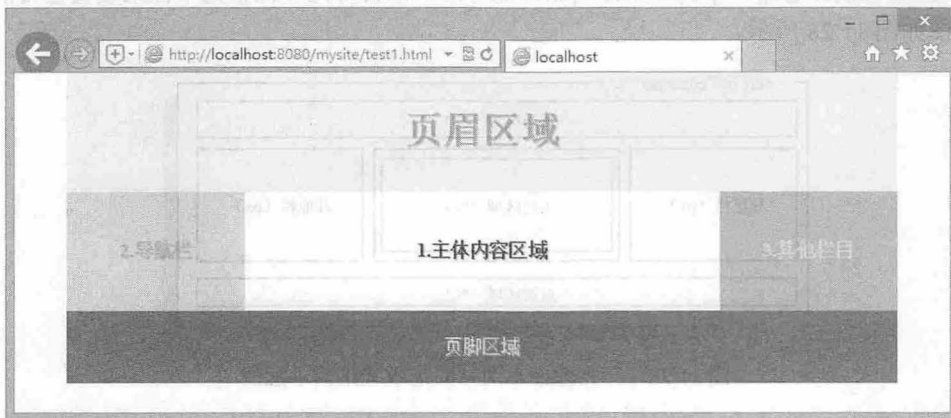 http://localhost:8080/mysite/test1.html
localhost
页眉区域
2.导航栏
1.主体内容区域
3.其他栏目
页脚区域